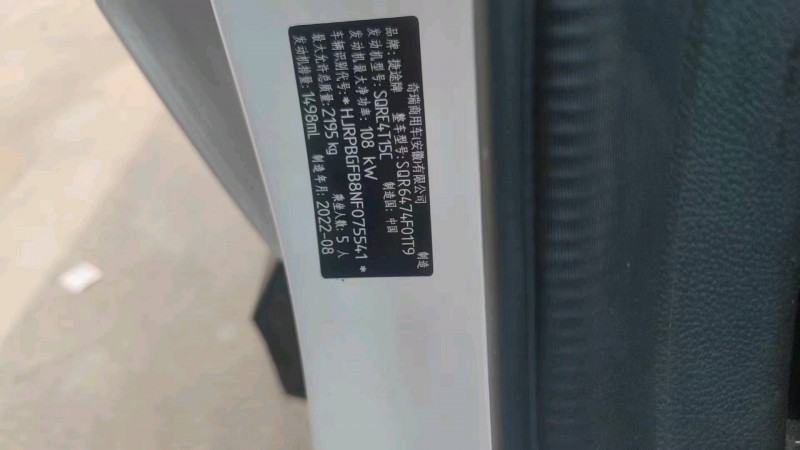 奇瑞商用车(安徽)有限公司 制造
品牌:捷途牌 整车型号:SQR6474F01T9
发动机型号:SQRE4T15C 制造国:中国
发动机最大净功率:108 kW
车辆识别代号:*HJRPBGFB8NF075541*
最大允许总质量:2195 kg 乘坐人数:5人
发动机排量:1498mL 制造年月:2022-08